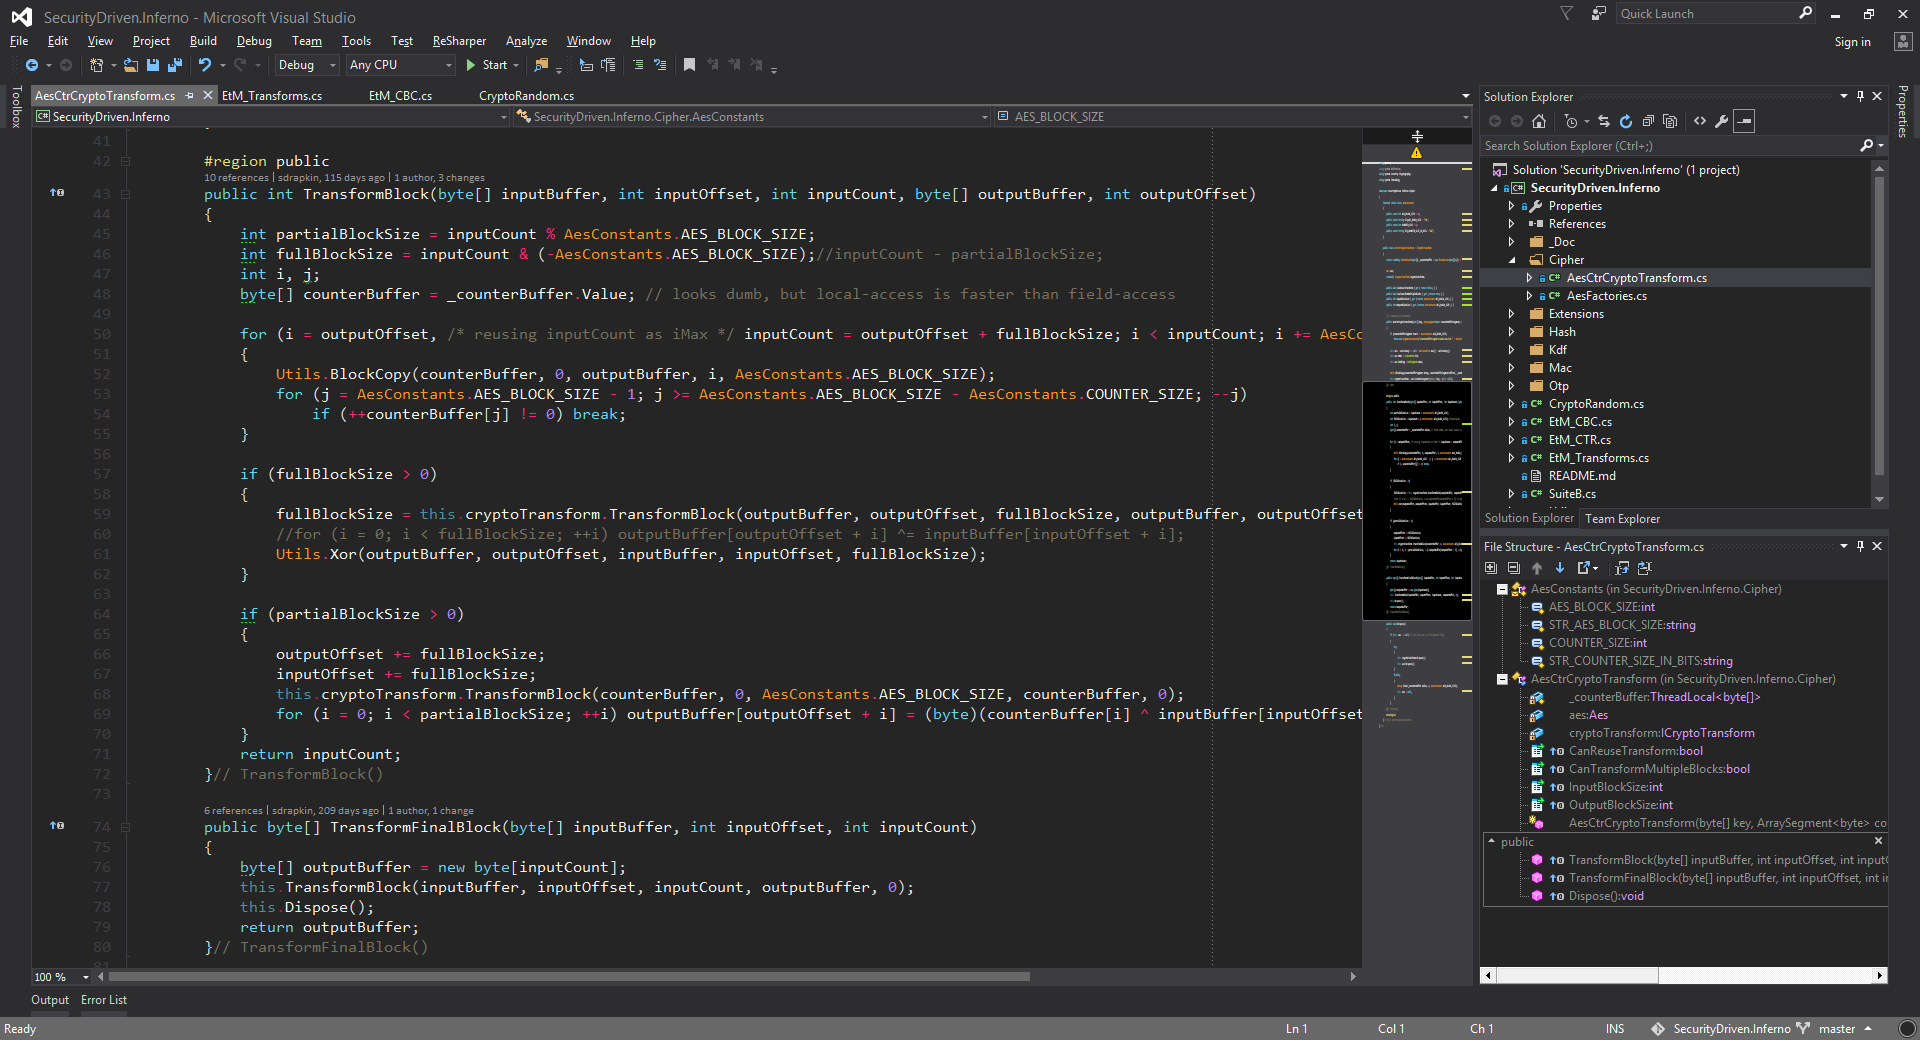 SecurityDriven.Inferno - Microsoft Visual Studio
Quick Launch
File Edit View Project Build Debug Team Tools Test ReSharper Analyze Window Help
Sign in
Debug Any CPU Start
Toolbox
AesCtrCryptoTransform.cs EtM_Transforms.cs EtM_CBC.cs CryptoRandom.cs
SecurityDriven.Inferno SecurityDriven.Inferno.Cipher.AesConstants AES_BLOCK_SIZE
41
42 #region public
10 references | sdrapkin, 115 days ago | 1 author, 3 changes
43 public int TransformBlock(byte[] inputBuffer, int inputOffset, int inputCount, byte[] outputBuffer, int outputOffset)
44 {
45 int partialBlockSize = inputCount % AesConstants.AES_BLOCK_SIZE;
46 int fullBlockSize = inputCount & (-AesConstants.AES_BLOCK_SIZE);//inputCount - partialBlockSize;
47 int i, j;
48 byte[] counterBuffer = _counterBuffer.Value; // looks dumb, but local-access is faster than field-access
49
50 for (i = outputOffset, /* reusing inputCount as iMax */ inputCount = outputOffset + fullBlockSize; i < inputCount; i += AesCo
51 {
52 Utils.BlockCopy(counterBuffer, 0, outputBuffer, i, AesConstants.AES_BLOCK_SIZE);
53 for (j = AesConstants.AES_BLOCK_SIZE - 1; j >= AesConstants.AES_BLOCK_SIZE - AesConstants.COUNTER_SIZE; --j)
54 if (++counterBuffer[j] != 0) break;
55 }
56
57 if (fullBlockSize > 0)
58 {
59 fullBlockSize = this.cryptoTransform.TransformBlock(outputBuffer, outputOffset, fullBlockSize, outputBuffer, outputOffset
60 //for (i = 0; i < fullBlockSize; ++i) outputBuffer[outputOffset + i] ^= inputBuffer[inputOffset + i];
61 Utils.Xor(outputBuffer, outputOffset, inputBuffer, inputOffset, fullBlockSize);
62 }
63
64 if (partialBlockSize > 0)
65 {
66 outputOffset += fullBlockSize;
67 inputOffset += fullBlockSize;
68 this.cryptoTransform.TransformBlock(counterBuffer, 0, AesConstants.AES_BLOCK_SIZE, counterBuffer, 0);
69 for (i = 0; i < partialBlockSize; ++i) outputBuffer[outputOffset + i] = (byte)(counterBuffer[i] ^ inputBuffer[inputOffset
70 }
71 return inputCount;
72 }// TransformBlock()
73
6 references | sdrapkin, 209 days ago | 1 author, 1 change
74 public byte[] TransformFinalBlock(byte[] inputBuffer, int inputOffset, int inputCount)
75 {
76 byte[] outputBuffer = new byte[inputCount];
77 this.TransformBlock(inputBuffer, inputOffset, inputCount, outputBuffer, 0);
78 this.Dispose();
79 return outputBuffer;
80 }// TransformFinalBlock()
81
100 %
Output Error List
Solution Explorer
Properties
Search Solution Explorer (Ctrl+;)
Solution 'SecurityDriven.Inferno' (1 project)
SecurityDriven.Inferno
Properties
References
_Doc
Cipher
AesCtrCryptoTransform.cs
AesFactories.cs
Extensions
Hash
Kdf
Mac
Otp
CryptoRandom.cs
EtM_CBC.cs
EtM_CTR.cs
EtM_Transforms.cs
README.md
SuiteB.cs
Solution Explorer Team Explorer
File Structure - AesCtrCryptoTransform.cs
AesConstants (in SecurityDriven.Inferno.Cipher)
AES_BLOCK_SIZE:int
STR_AES_BLOCK_SIZE:string
COUNTER_SIZE:int
STR_COUNTER_SIZE_IN_BITS:string
AesCtrCryptoTransform (in SecurityDriven.Inferno.Cipher)
_counterBuffer:ThreadLocal<byte[]>
aes:Aes
cryptoTransform:ICryptoTransform
CanReuseTransform:bool
CanTransformMultipleBlocks:bool
InputBlockSize:int
OutputBlockSize:int
AesCtrCryptoTransform(byte[] key, ArraySegment<byte> co
public
TransformBlock(byte[] inputBuffer, int inputOffset, int inputC
TransformFinalBlock(byte[] inputBuffer, int inputOffset, int in
Dispose():void
Ready Ln 1 Col 1 Ch 1 INS SecurityDriven.Inferno master